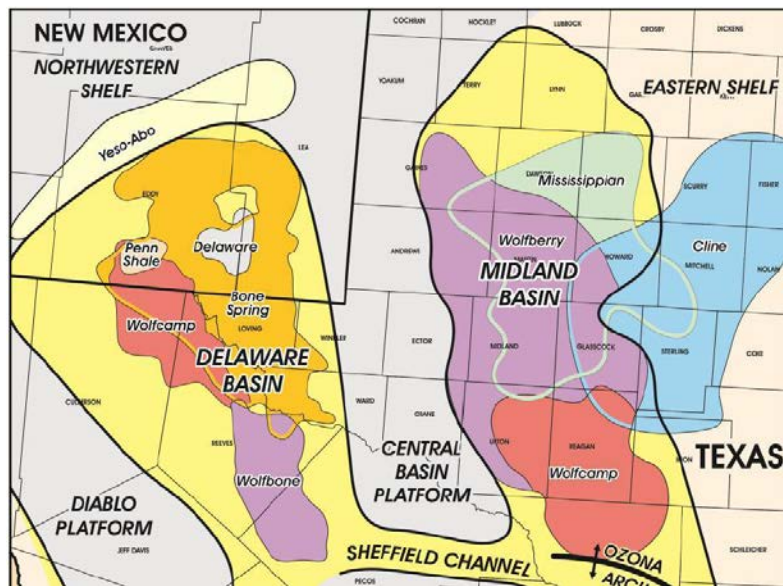 COCHRAN
HOCKLEY
LUBBOCK
CROSBY
DICKENS
NEW MEXICO
NORTHWESTERN
SHELF
YOAKUM
TERRY
LYNN
EASTERN SHELF
Yeso-Abo
LEA
EDDY
GAINES
DAWSON
Mississippian
SCURRY
FISHER
Penn
Shale
Delaware
ANDREWS
Wolfberry
MARTIN
HOWARD
Cline
MITCHELL
NOLAN
MIDLAND
BASIN
Bone
Spring
Wolfcamp
LOVING
WINKLER
ECTOR
MIDLAND
GLASSCOCK
STERLING
COKE
DELAWARE
BASIN
CULBERSON
WARD
CRANE
REEVES
CENTRAL
BASIN
PLATFORM
UPTON
REAGAN
IRION
TEXAS
Wolfbone
Wolfcamp
DIABLO
PLATFORM
JEFF DAVIS
SHEFFIELD CHANNEL
OZONA
SCHLEICHER
PECOS